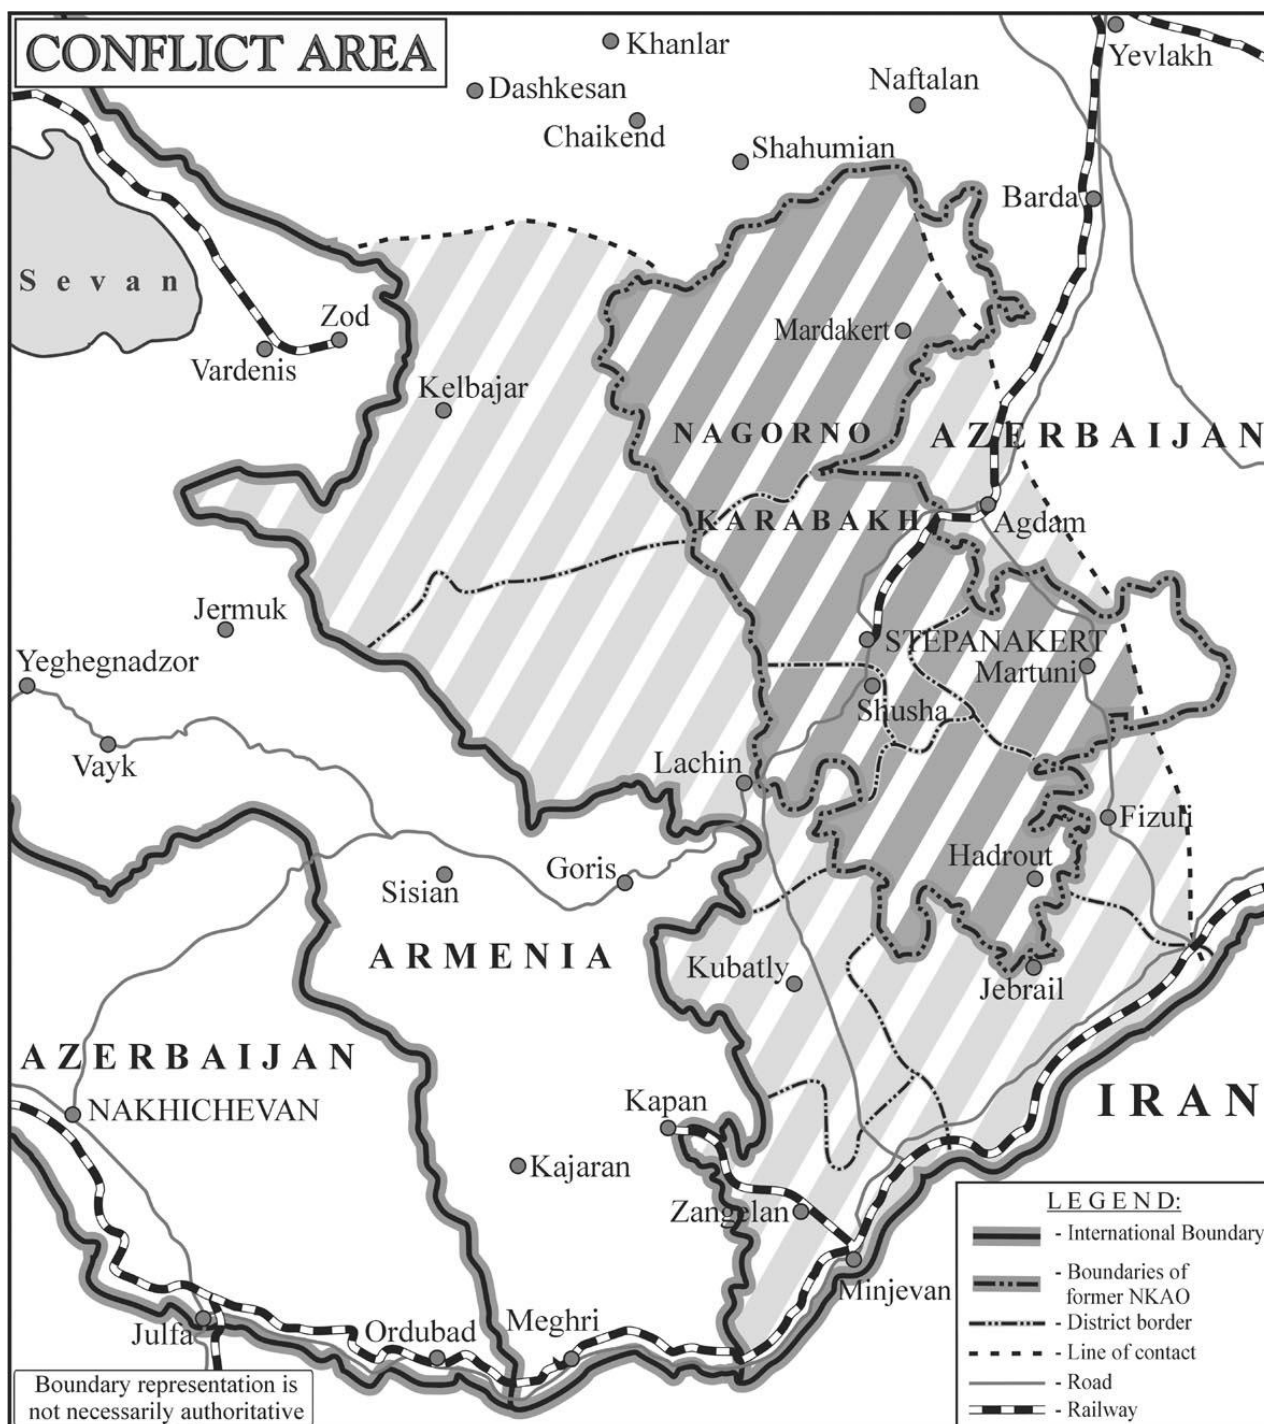 CONFLICT AREA
Khanlar
Yevlakh
Dashkesan
Naftalan
Chaikend
Shahumian
Barda
Sevan
Zod
Mardakert
Vardenis
Kelbajar
NAGORNO
AZERBAIJAN
KARABAKH
Agdam
Jermuk
STEPANAKERT
Yeghegnadzor
Martuni
Shusha
Vayk
Lachin
Fizuli
Hadrout
Goris
Sisian
ARMENIA
Kubatly
Jebrail
AZERBAIJAN
NAKHICHEVAN
Kapan
IRAN
Kajaran
Zangelan
Minjevan
Meghri
Ordubad
Julfa
LEGEND:
- International Boundary
- Boundaries of
former NKAO
- District border
- Line of contact
- Road
- Railway
Boundary representation is
not necessarily authoritative